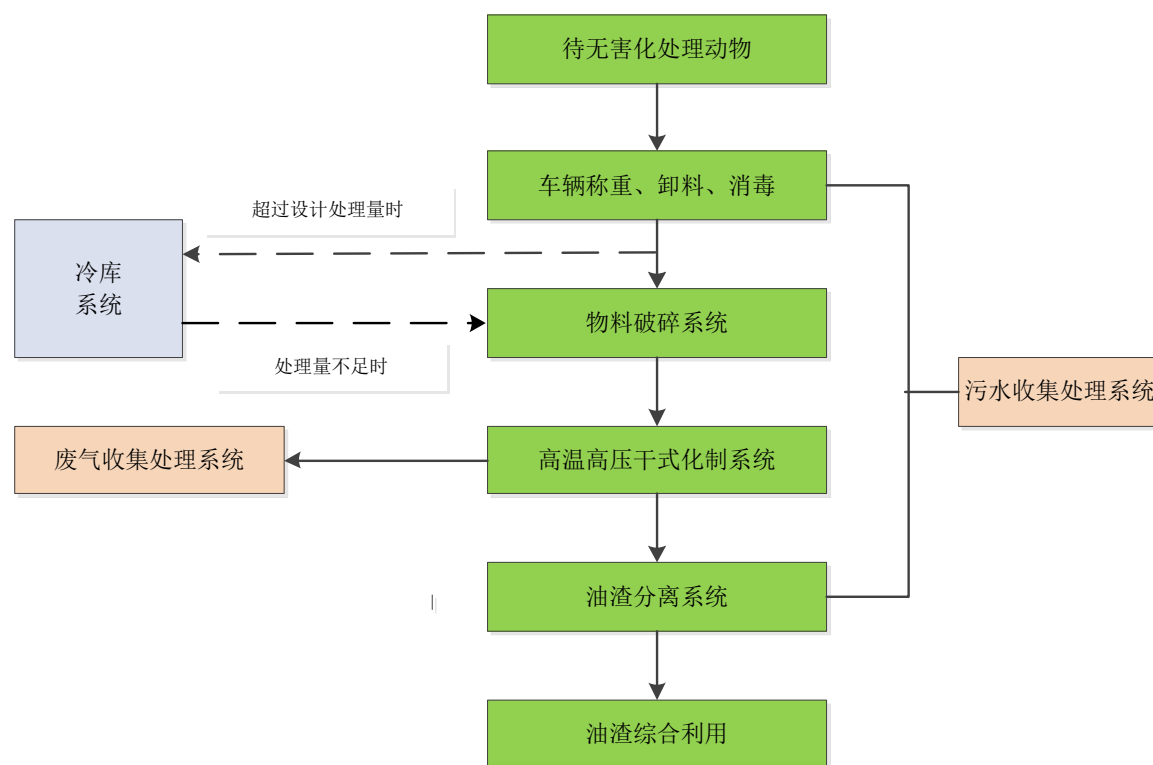 待无害化处理动物
车辆称重、卸料、消毒
超过设计处理量时
冷库
系统
物料破碎系统
处理量不足时
污水收集处理系统
废气收集处理系统
高温高压干式化制系统
油渣分离系统
油渣综合利用